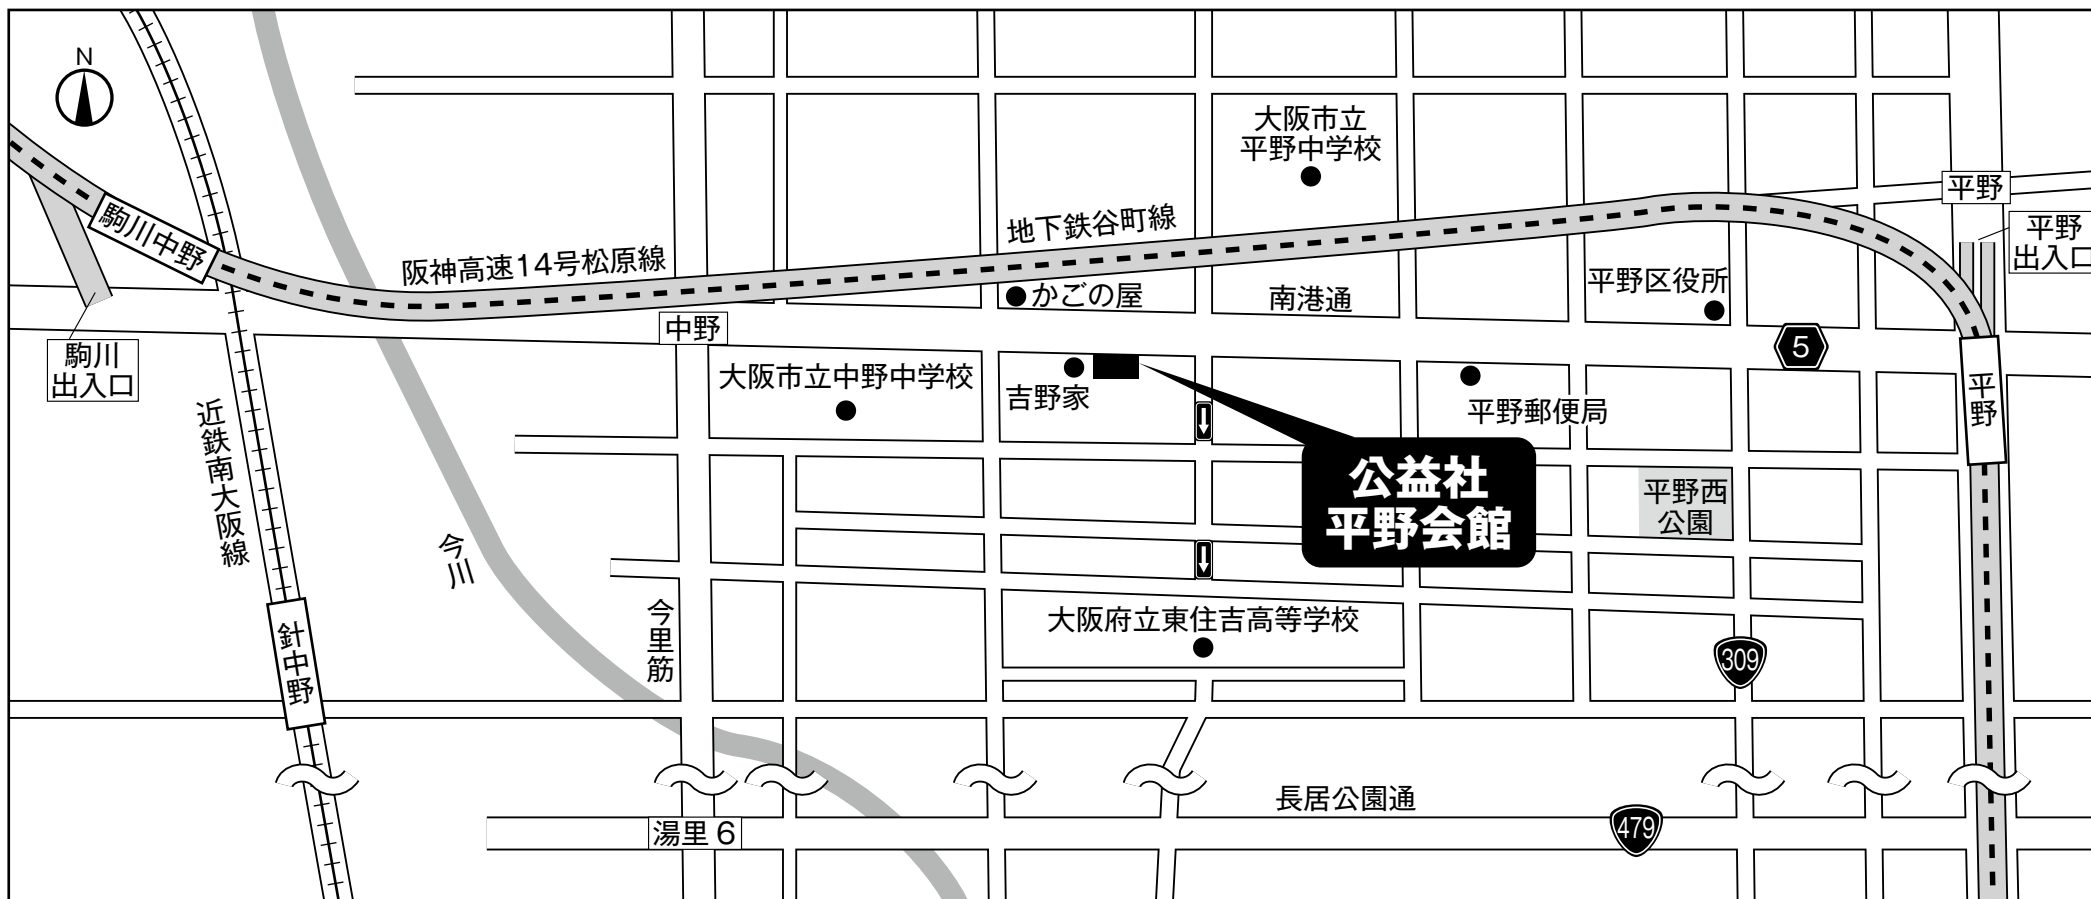 N
大阪市立
平野中学校
平野
駒川中野
地下鉄谷町線
平野
出入口
阪神高速14号松原線
かごの屋
南港通
平野区役所
中野
5
駒川
出入口
大阪市立中野中学校
吉野家
平野郵便局
平野
近鉄南大阪線
公益社
平野会館
平野西
公園
今川
今里筋
大阪府立東住吉高等学校
針中野
309
長居公園通
湯里6
479